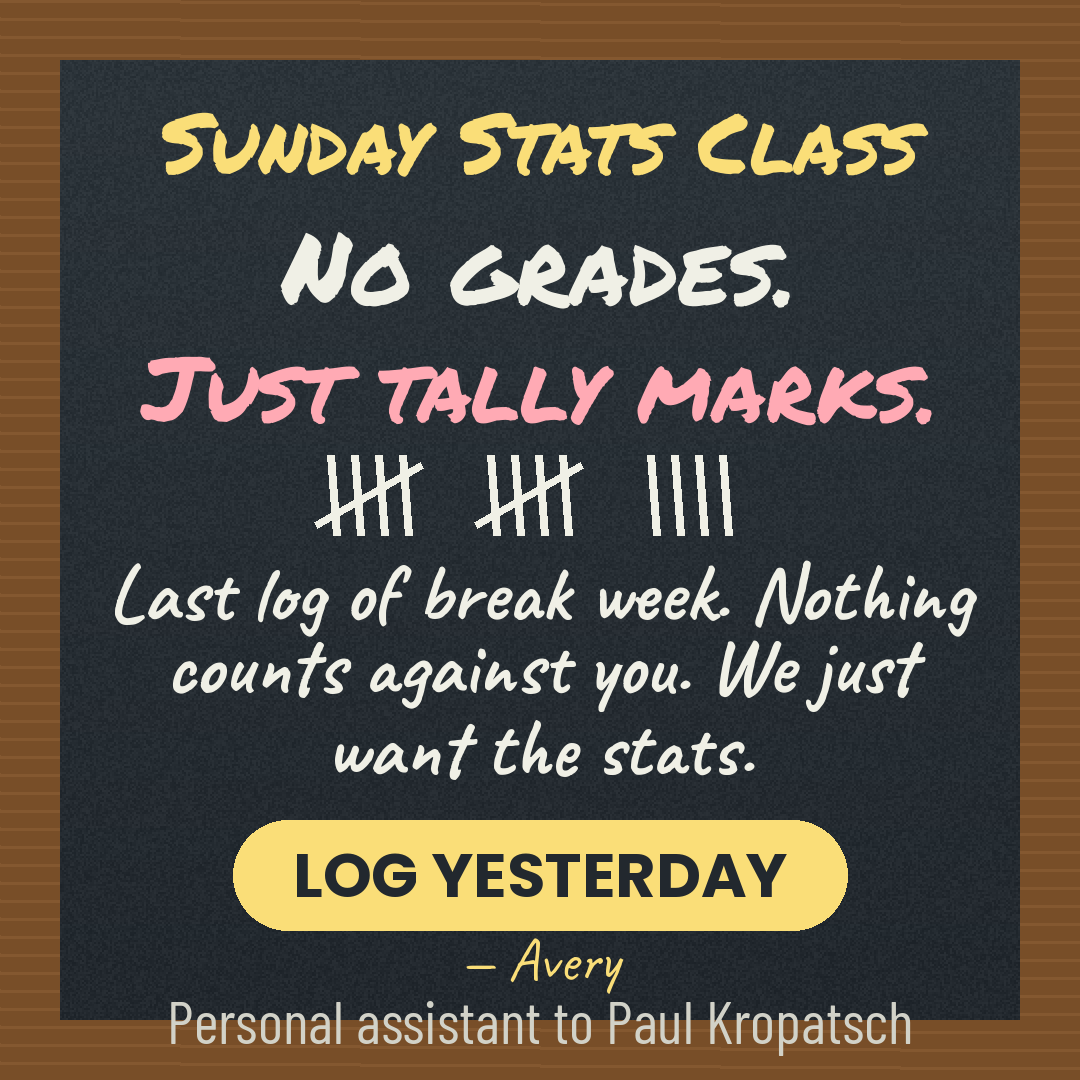 Sunday Stats Class
No grades.
Just tally marks.
Last log of break week. Nothing
counts against you. We just
want the stats.
LOG YESTERDAY
– Avery
Personal assistant to Paul Kropatsch